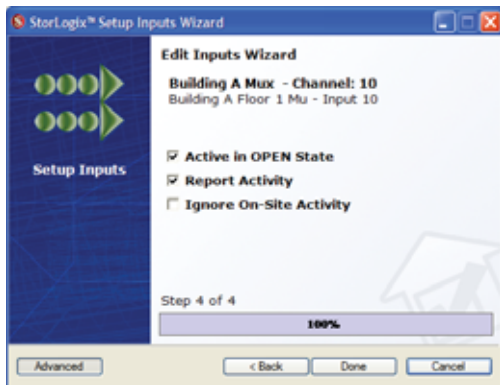 StorLogix™ Setup Inputs Wizard
Edit Inputs Wizard
Building A Mux - Channel: 10
Building A Floor 1 Mu - Input 10
Setup Inputs
Active in OPEN State
Report Activity
Ignore On-Site Activity
Step 4 of 4
100%
Advanced
< Back
Done
Cancel